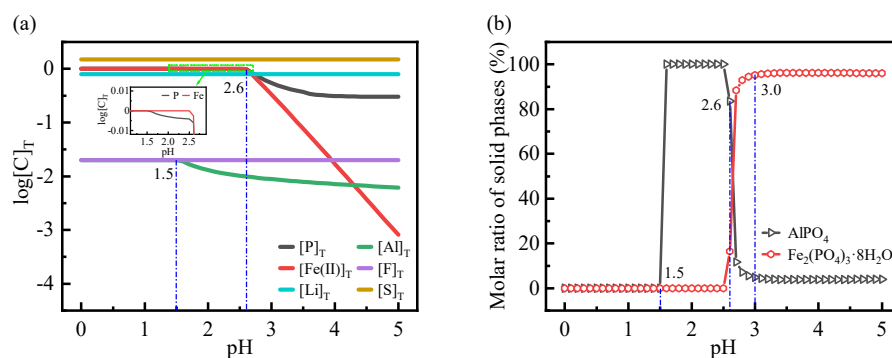 (a)
log[C]T
0
-1
-2
-3
-4
0.01
0.00
-0.01
log[C]T
P
Fe
1.5
2.0
2.5
pH
2.6
1.5
[P]T
[Al]T
[Fe(II)]T
[F]T
[Li]T
[S]T
0
1
2
3
4
5
pH
(b)
Molar ratio of solid phases (%)
100
80
60
40
20
0
2.6
3.0
1.5
AlPO4
Fe2(PO4)3·8H2O
0
1
2
3
4
5
pH